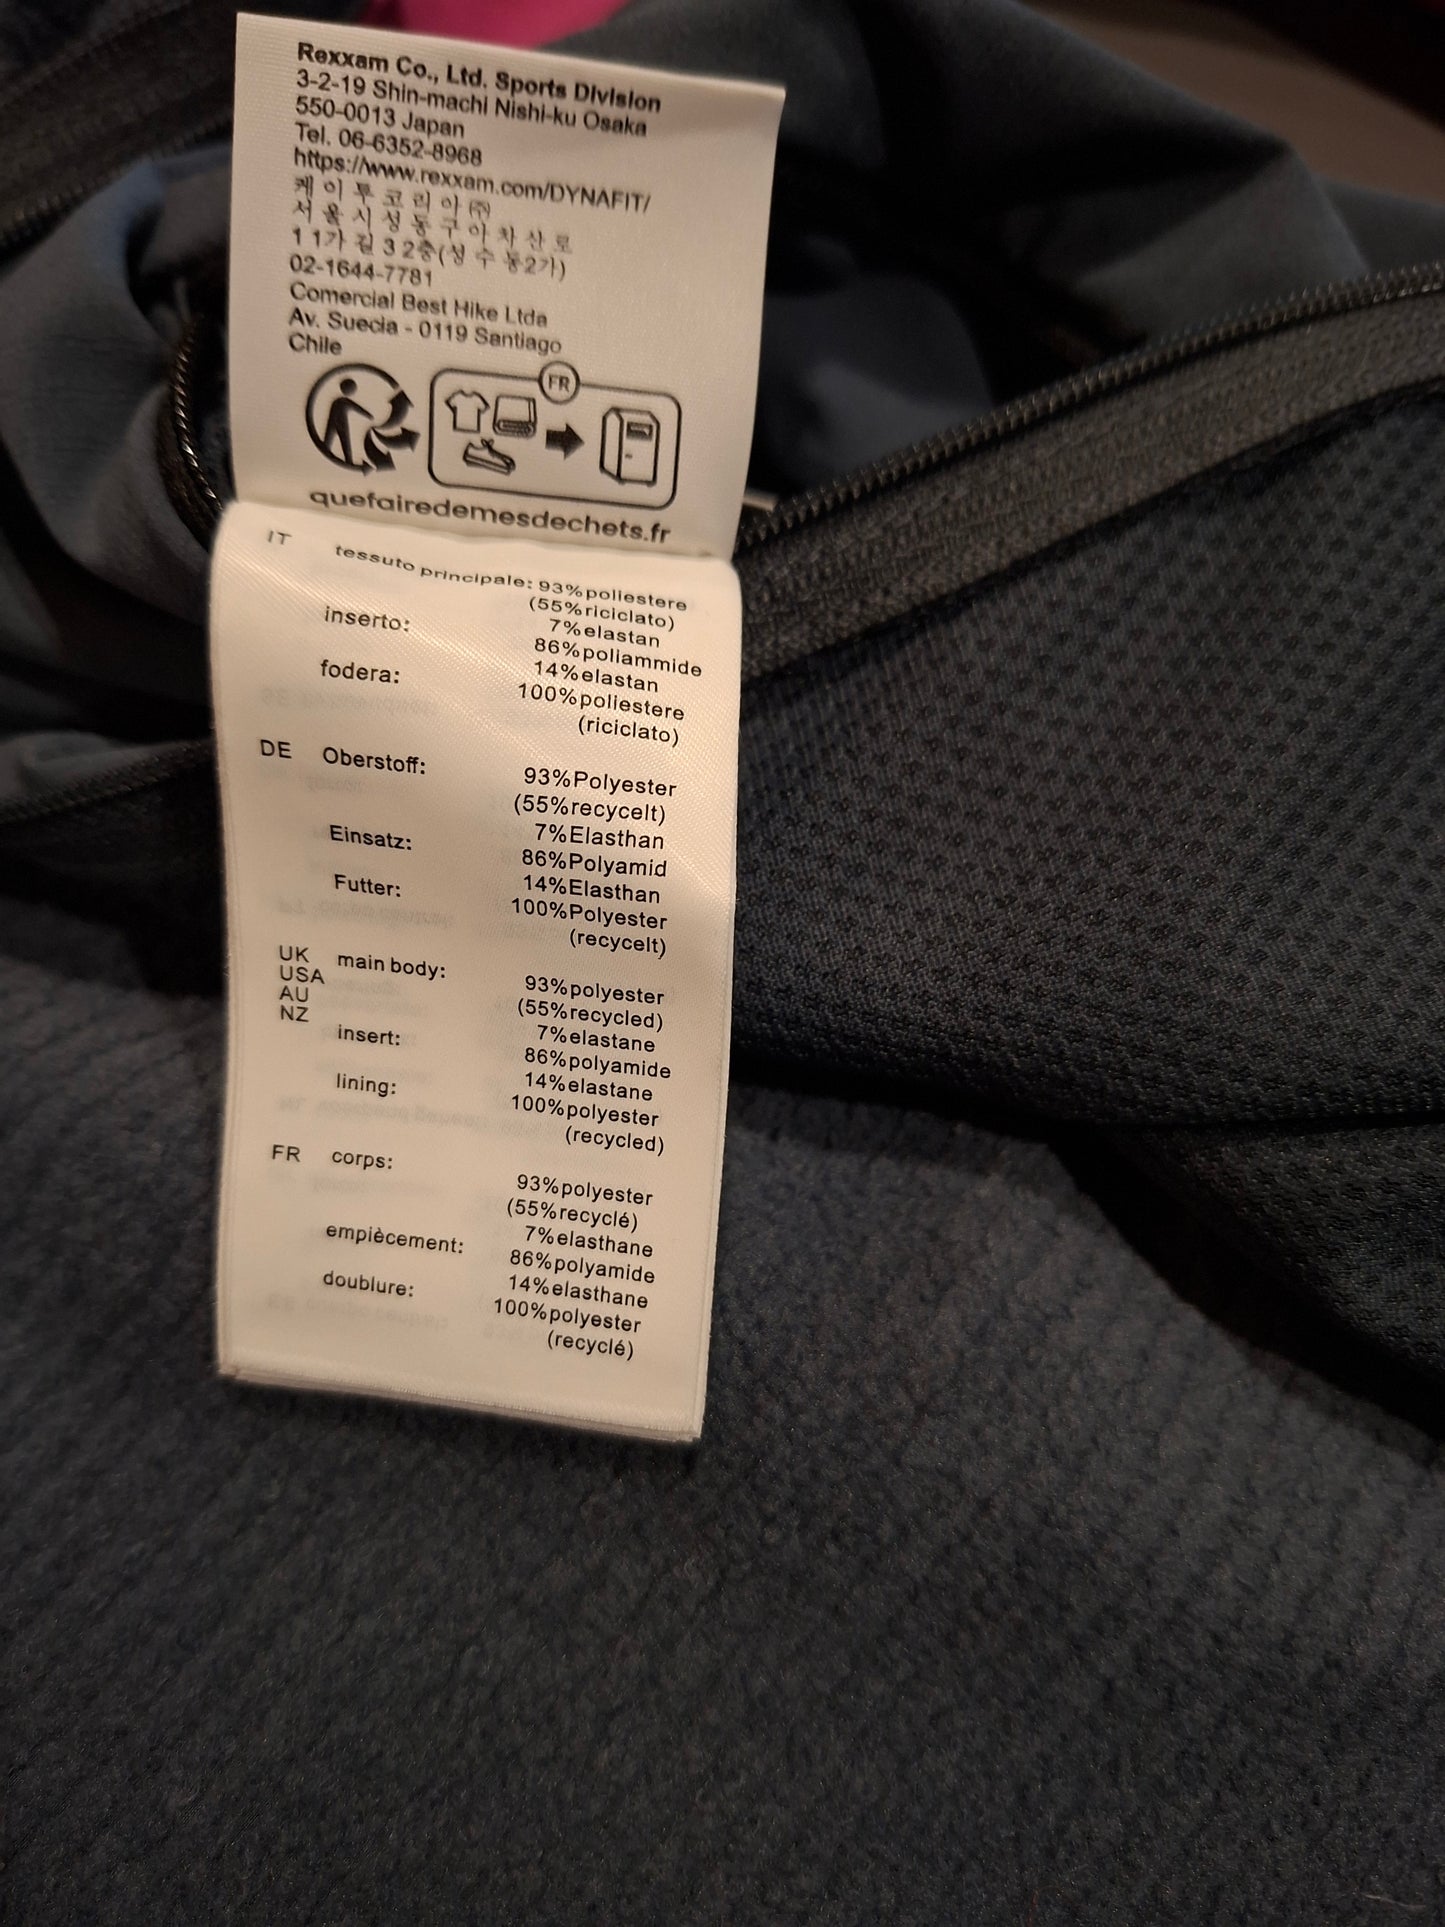 Rexxam Co., Ltd. Sports Division
3-2-19 Shin-machi Nishi-ku Osaka
550-0013 Japan
Tel. 06-6352-8968
https://www.rexxam.com/DYNAFIT/
케이투코리아㈜
서울시성동구아차산로
11가길 32층(성수동2가)
02-1644-7781
Comercial Best Hike Ltda
Av. Suecia - 0119 Santiago
Chile
FR
quefairedemesdechets.fr
IT tessuto principale: 93%poliestere
(55%riciclato)
7%elastan
inserto: 86%poliammide
14%elastan
fodera: 100%poliestere
(riciclato)
DE Oberstoff: 93%Polyester
(55%recycelt)
7%Elasthan
Einsatz: 86%Polyamid
14%Elasthan
Futter: 100%Polyester
(recycelt)
UK main body: 93%polyester
USA (55%recycled)
AU 7%elastane
NZ
insert: 86%polyamide
14%elastane
lining: 100%polyester
(recycled)
FR corps: 93%polyester
(55%recyclé)
7%elasthane
empiècement: 86%polyamide
14%elasthane
doublure: 100%polyester
(recyclé)